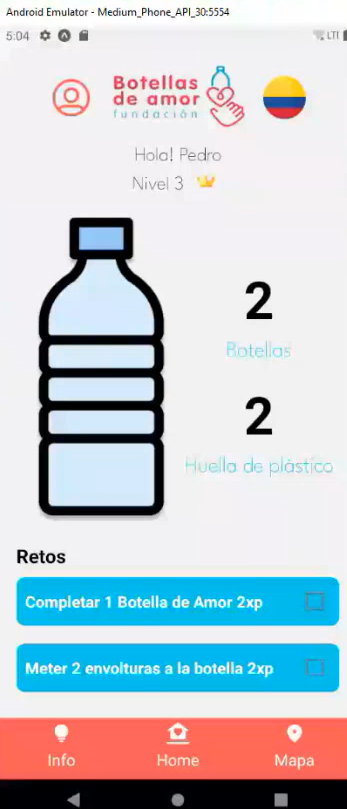 Android Emulator - Medium_Phone_API_30:5554
5:04
LTE
Botellas
de amor
fundación
Hola! Pedro
Nivel 3
2
Botellas
2
Huella de plástico
Retos
Completar 1 Botella de Amor 2xp
Meter 2 envolturas a la botella 2xp
Info
Home
Mapa